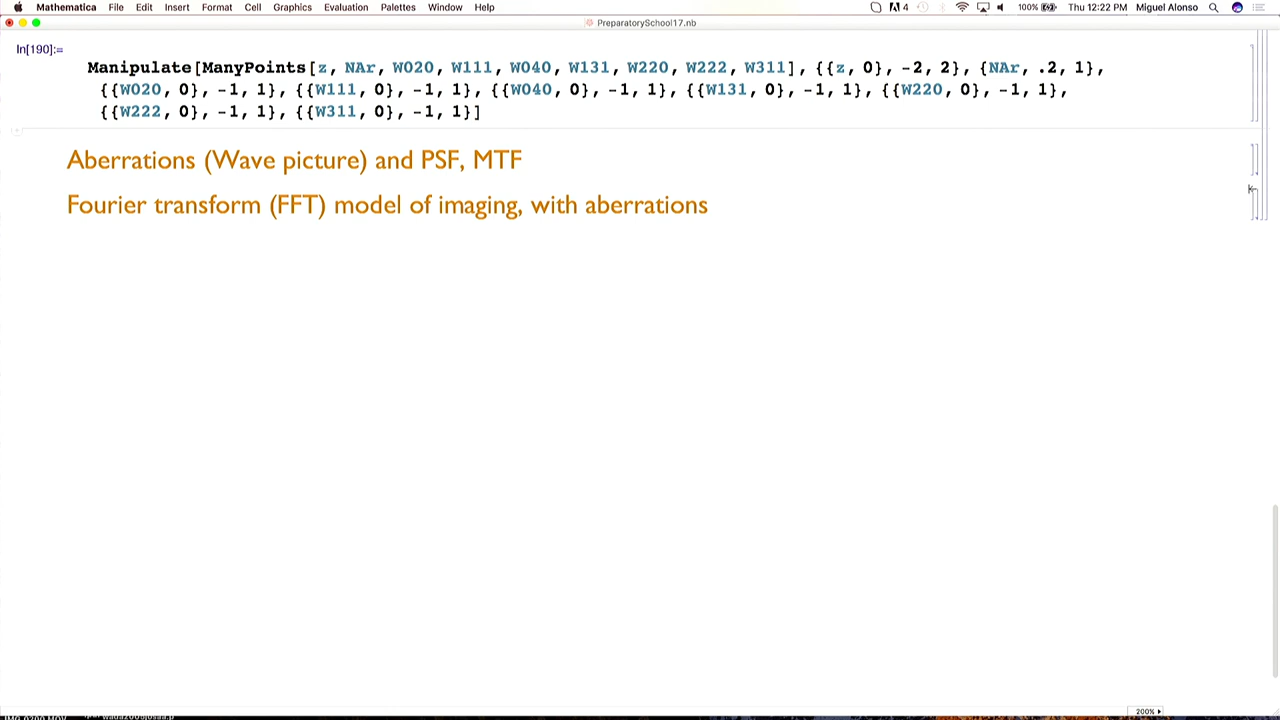 Mathematica File Edit Insert Format Cell Graphics Evaluation Palettes Window Help 4 100% Thu 12:22 PM Miguel Alonso
PreparatorySchool17.nb
In[190]:=
Manipulate[ManyPoints[z, NAr, W020, W111, W040, W131, W220, W222, W311], {{z, 0}, -2, 2}, {NAr, .2, 1},
{{W020, 0}, -1, 1}, {{W111, 0}, -1, 1}, {{W040, 0}, -1, 1}, {{W131, 0}, -1, 1}, {{W220, 0}, -1, 1},
{{W222, 0}, -1, 1}, {{W311, 0}, -1, 1}]
Aberrations (Wave picture) and PSF, MTF
Fourier transform (FFT) model of imaging, with aberrations
200%